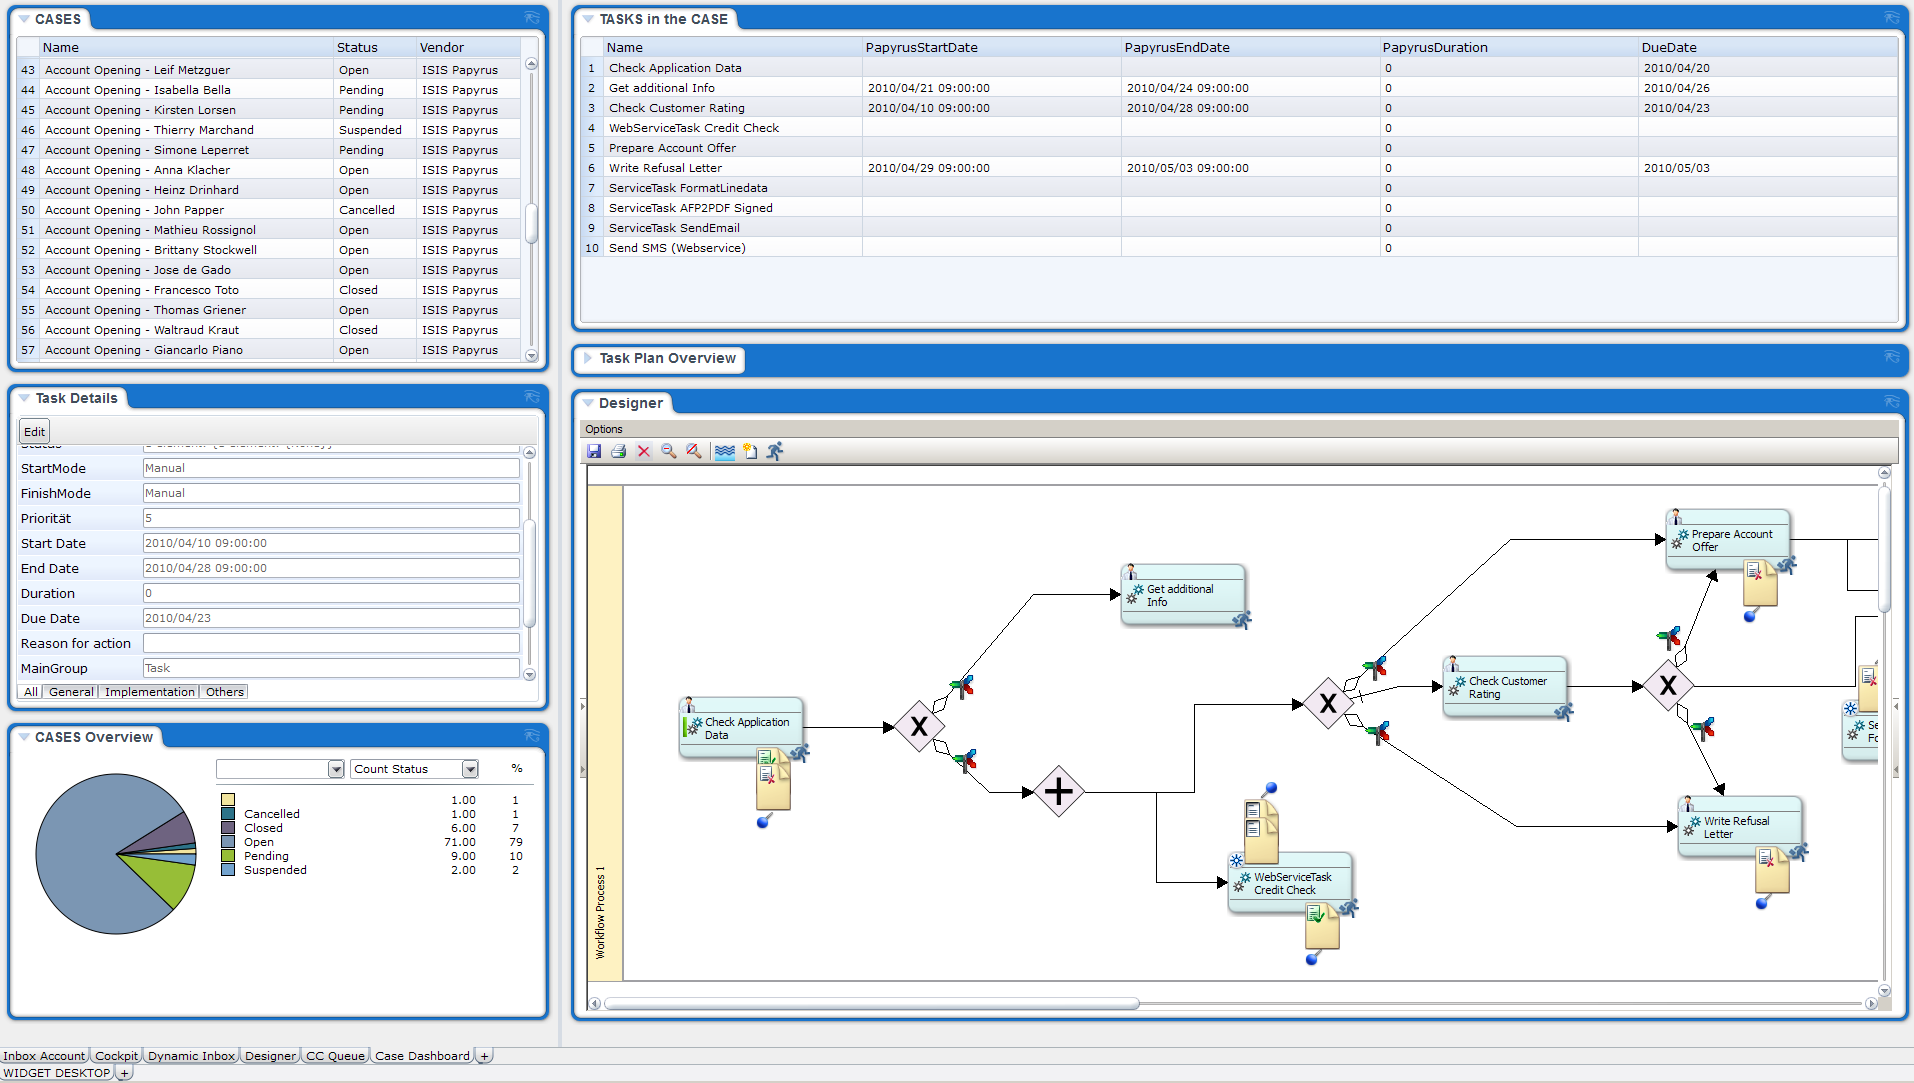 CASES
Name Status Vendor
43 Account Opening - Leif Metzguer Open ISIS Papyrus
44 Account Opening - Isabella Bella Pending ISIS Papyrus
45 Account Opening - Kirsten Lorsen Pending ISIS Papyrus
46 Account Opening - Thierry Marchand Suspended ISIS Papyrus
47 Account Opening - Simone Leperret Pending ISIS Papyrus
48 Account Opening - Anna Klacher Open ISIS Papyrus
49 Account Opening - Heinz Drinhard Open ISIS Papyrus
50 Account Opening - John Papper Cancelled ISIS Papyrus
51 Account Opening - Mathieu Rossignol Open ISIS Papyrus
52 Account Opening - Brittany Stockwell Open ISIS Papyrus
53 Account Opening - Jose de Gado Open ISIS Papyrus
54 Account Opening - Francesco Toto Closed ISIS Papyrus
55 Account Opening - Thomas Griener Open ISIS Papyrus
56 Account Opening - Waltraud Kraut Closed ISIS Papyrus
57 Account Opening - Giancarlo Piano Open ISIS Papyrus
Task Details
Edit
StartMode Manual
FinishMode Manual
Priorität 5
Start Date 2010/04/10 09:00:00
End Date 2010/04/28 09:00:00
Duration 0
Due Date 2010/04/23
Reason for action
MainGroup Task
All General Implementation Others
CASES Overview
Count Status %
1.00 1
Cancelled 1.00 1
Closed 6.00 7
Open 71.00 79
Pending 9.00 10
Suspended 2.00 2
TASKS in the CASE
Name PapyrusStartDate PapyrusEndDate PapyrusDuration DueDate
1 Check Application Data 0 2010/04/20
2 Get additional Info 2010/04/21 09:00:00 2010/04/24 09:00:00 0 2010/04/26
3 Check Customer Rating 2010/04/10 09:00:00 2010/04/28 09:00:00 0 2010/04/23
4 WebServiceTask Credit Check 0
5 Prepare Account Offer 0
6 Write Refusal Letter 2010/04/29 09:00:00 2010/05/03 09:00:00 0 2010/05/03
7 ServiceTask FormatLinedata 0
8 ServiceTask AFP2PDF Signed 0
9 ServiceTask SendEmail 0
10 Send SMS (Webservice) 0
Task Plan Overview
Designer
Options
Workflow Process 1
Check Application
Data
X
Get additional
Info
WebServiceTask
Credit Check
X
Check Customer
Rating
X
Prepare Account
Offer
Write Refusal
Letter
Se
Fo
Inbox Account Cockpit Dynamic Inbox Designer CC Queue Case Dashboard +
WIDGET DESKTOP +